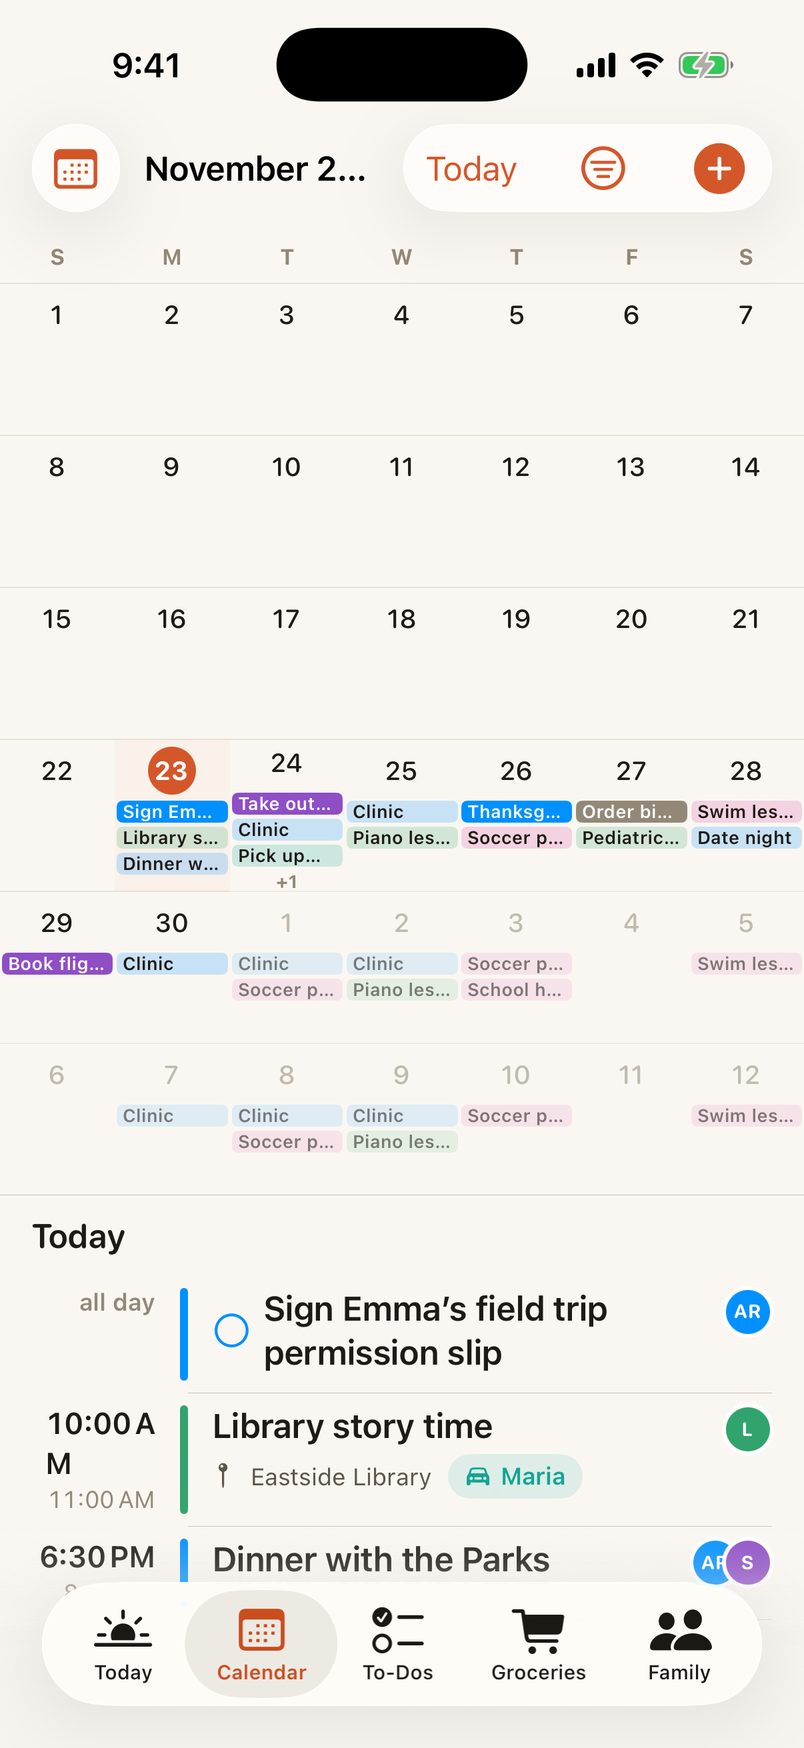 9:41
November 2...
Today
S M T W T F S
1 2 3 4 5 6 7
8 9 10 11 12 13 14
15 16 17 18 19 20 21
22 23 24 25 26 27 28
Sign Em... Take out... Clinic Thanksg... Order bi... Swim les...
Library s... Clinic Piano les... Soccer p... Pediatric... Date night
Dinner w... Pick up...
+1
29 30 1 2 3 4 5
Book flig... Clinic Clinic Clinic Soccer p... Swim les...
Soccer p... Piano les... School h...
6 7 8 9 10 11 12
Clinic Clinic Clinic Soccer p... Swim les...
Soccer p... Piano les...
Today
all day
Sign Emma’s field trip
permission slip
AR
10:00 A
M
11:00 AM
Library story time
Eastside Library
Maria
L
6:30 PM
Dinner with the Parks
S
Today
Calendar
To-Dos
Groceries
Family